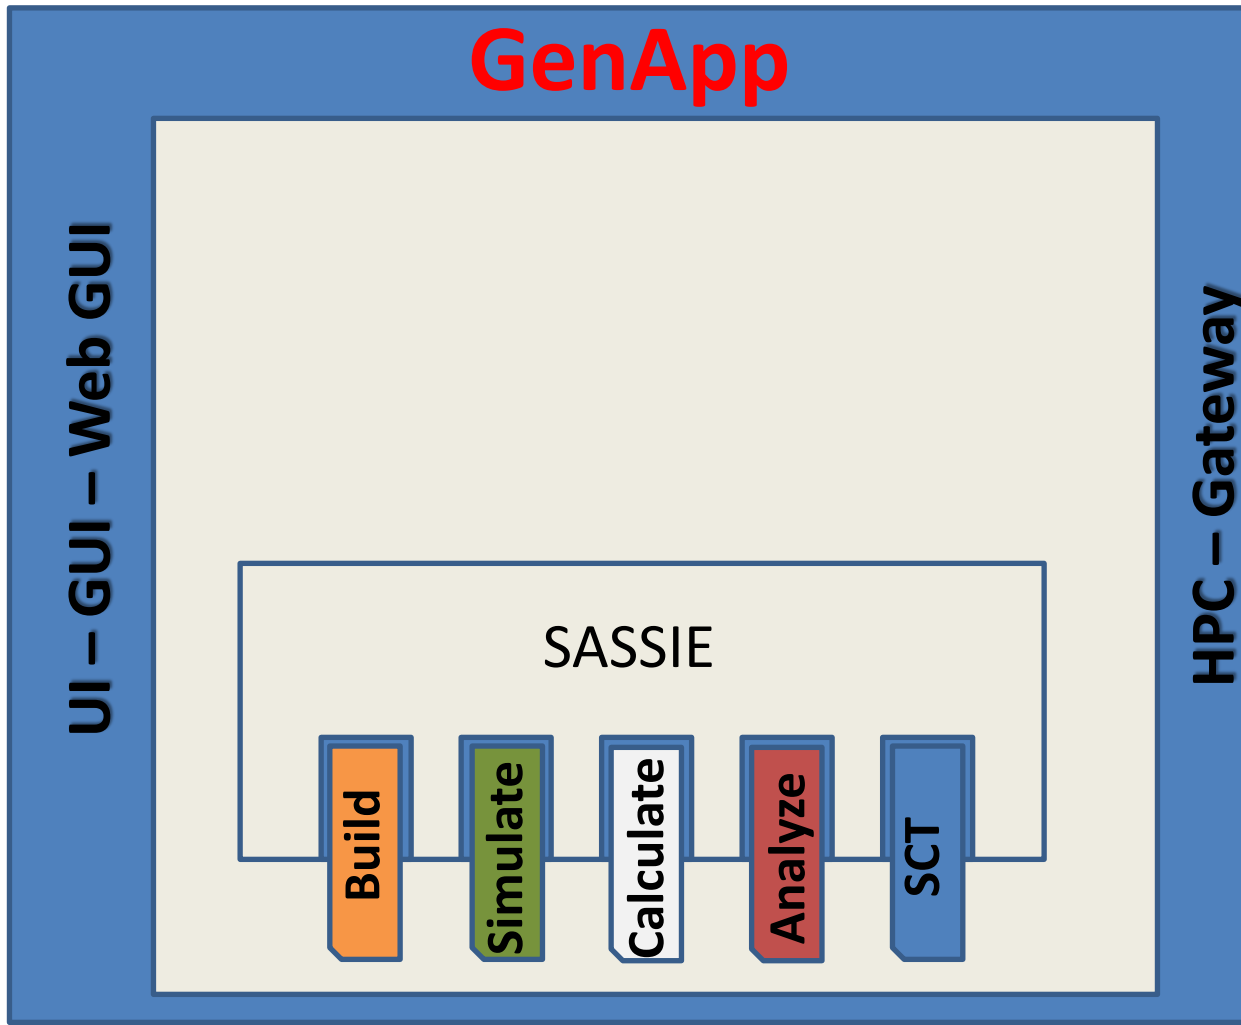 GenApp
UI – GUI – Web GUI
HPC – Gateway
SASSIE
Build
Simulate
Calculate
Analyze
SCT